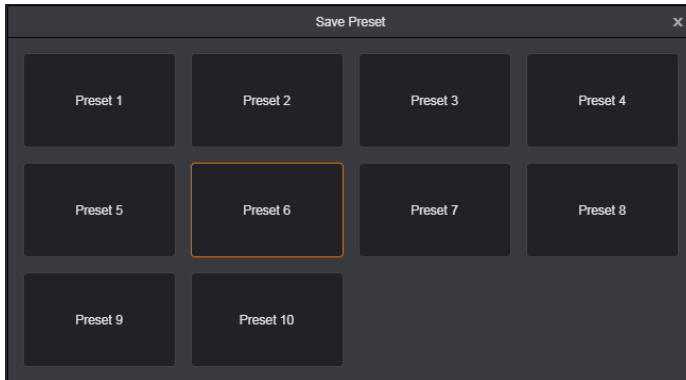 Save Preset x
Preset 1 Preset 2 Preset 3 Preset 4
Preset 5 Preset 6 Preset 7 Preset 8
Preset 9 Preset 10